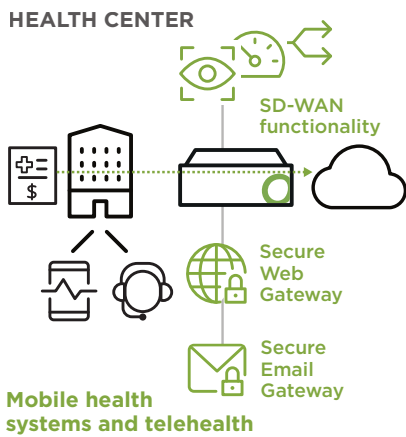 HEALTH CENTER
SD-WAN
functionality
$
Secure
Web
Gateway
Secure
Email
Gateway
Mobile health
systems and telehealth